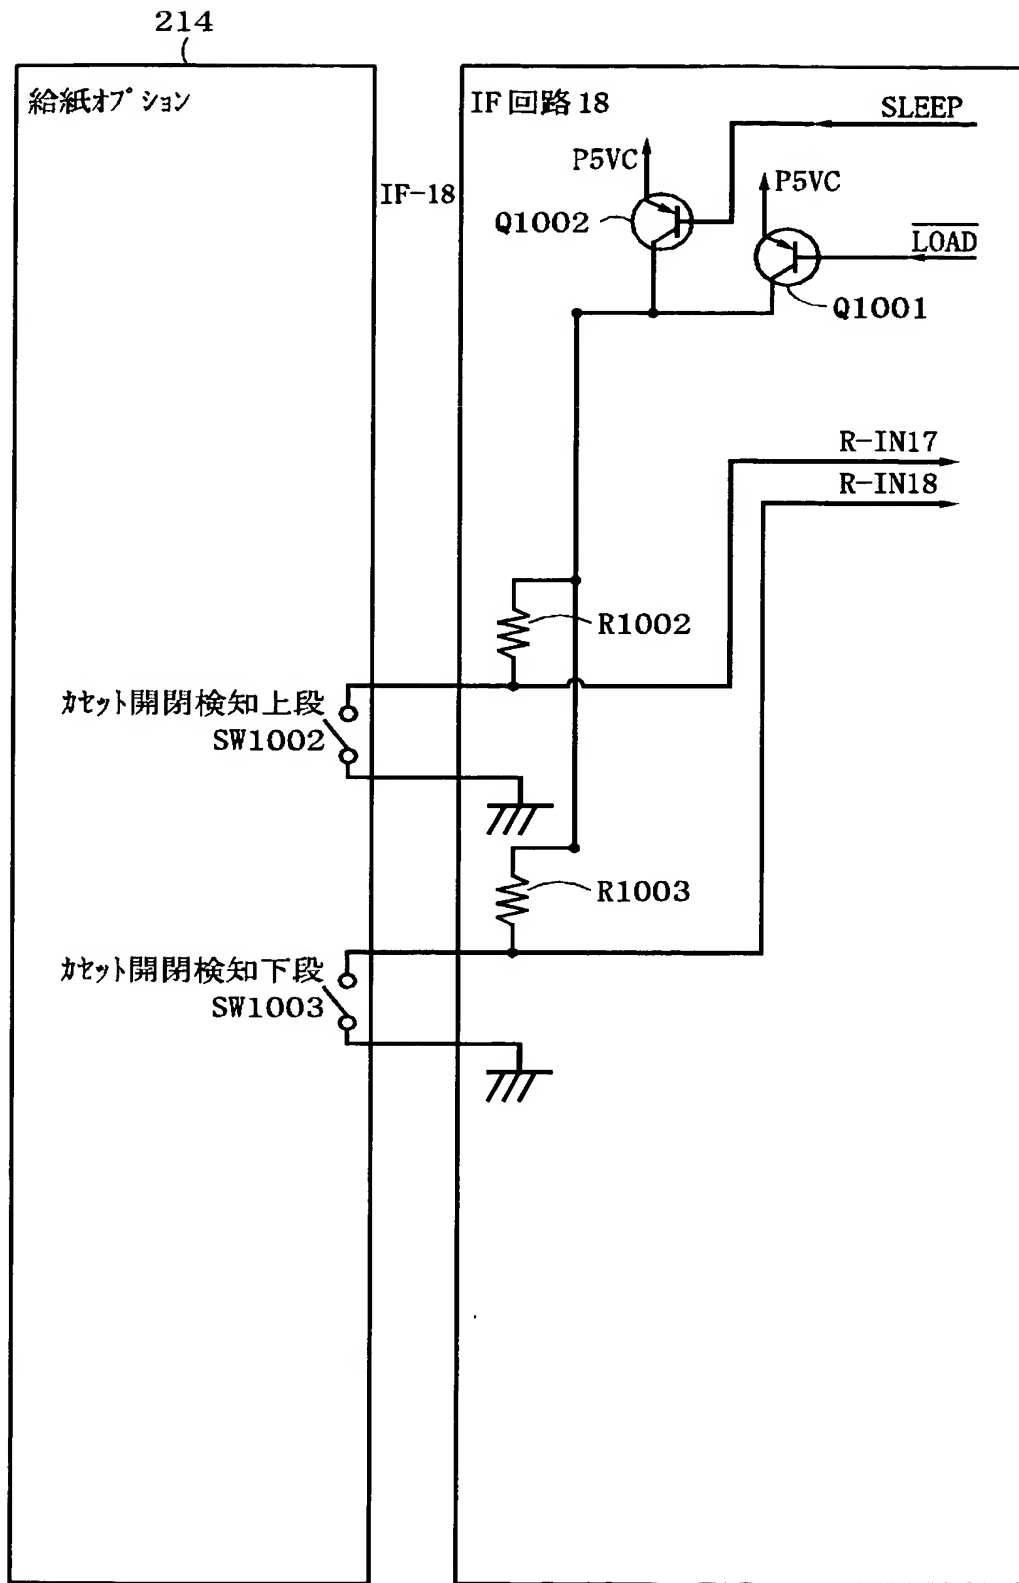 214
給紙ｵﾌﾟｼｮﾝ
IF-18
IF回路18
SLEEP
P5VC
P5VC
Q1002
LOAD
Q1001
R-IN17
R-IN18
R1002
ｶｾｯﾄ開閉検知上段
SW1002
R1003
ｶｾｯﾄ開閉検知下段
SW1003